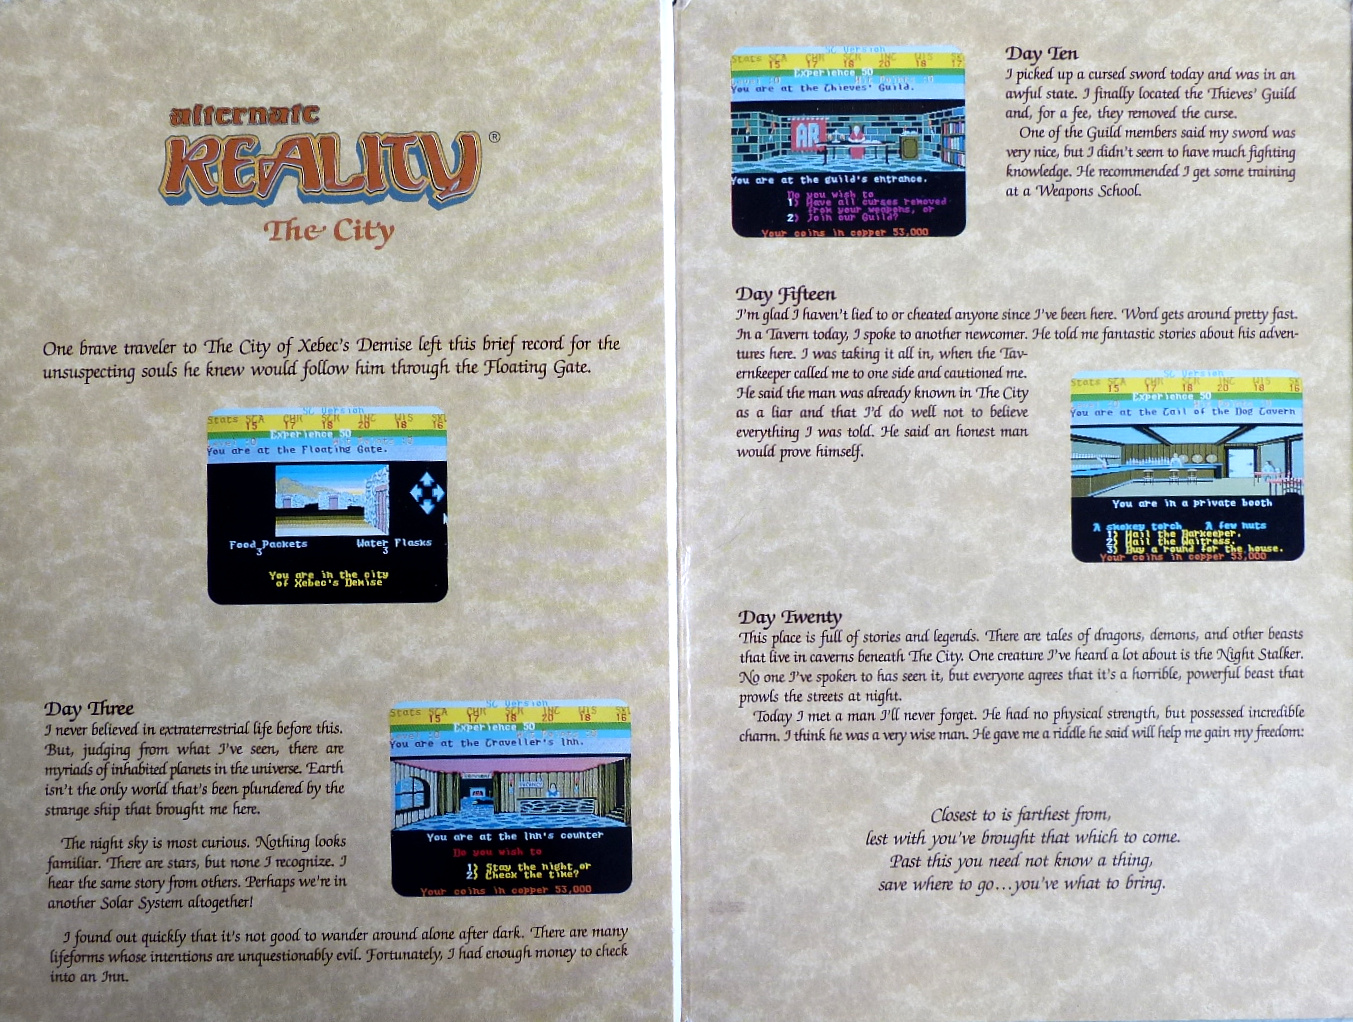 alternate
REALITY®
The City
One brave traveler to The City of Xebec's Demise left this brief record for the
unsuspecting souls he knew would follow him through the Floating Gate.
SC Version
Stats STA CHR STR INT WIS SKL
15 17 18 20 18 16
Experience 50
You are at the Floating Gate.
Food Packets Water Flasks
3 3
You are in the city
of Xebec's Demise
Day Three
I never believed in extraterrestrial life before this.
But, judging from what I've seen, there are
myriads of inhabited planets in the universe. Earth
isn't the only world that's been plundered by the
strange ship that brought me here.
The night sky is most curious. Nothing looks
familiar. There are stars, but none I recognize. I
hear the same story from others. Perhaps we're in
another Solar System altogether!
SC Version
Stats STA CHR STR INT WIS SKL
15 17 18 20 18 16
Experience 50
You are at the Traveller's Inn.
You are at the Inn's counter
Do you wish to
1) Stay the night or
2) Check the time?
Your coins in copper 53,000
I found out quickly that it's not good to wander around alone after dark. There are many
lifeforms whose intentions are unquestionably evil. Fortunately, I had enough money to check
into an Inn.
SC Version
Stats STA CHR STR INT WIS SK
15 17 18 20 18 17
Experience 50
You are at the Thieves' Guild.
AR
You are at the guild's entrance.
Do you wish to
1) Have all curses removed
from your weapons, or
2) Join our Guild?
Your coins in copper 53,000
Day Ten
I picked up a cursed sword today and was in an
awful state. I finally located the Thieves' Guild
and, for a fee, they removed the curse.
One of the Guild members said my sword was
very nice, but I didn't seem to have much fighting
knowledge. He recommended I get some training
at a Weapons School.
Day Fifteen
I'm glad I haven't lied to or cheated anyone since I've been here. Word gets around pretty fast.
In a Tavern today, I spoke to another newcomer. He told me fantastic stories about his adven-
tures here. I was taking it all in, when the Tav-
ernkeeper called me to one side and cautioned me.
He said the man was already known in The City
as a liar and that I'd do well not to believe
everything I was told. He said an honest man
would prove himself.
SC Version
Stats STA CHR STR INT WIS SK
15 17 18 20 18 16
Experience 50
You are at the Tail of the Dog Tavern
You are in a private booth
A smokey torch A few nuts
1) Hail the Barkeeper.
2) Hail the Waitress.
3) Buy a round for the house.
Your coins in copper 53,000
Day Twenty
This place is full of stories and legends. There are tales of dragons, demons, and other beasts
that live in caverns beneath The City. One creature I've heard a lot about is the Night Stalker.
No one I've spoken to has seen it, but everyone agrees that it's a horrible, powerful beast that
prowls the streets at night.
Today I met a man I'll never forget. He had no physical strength, but possessed incredible
charm. I think he was a very wise man. He gave me a riddle he said will help me gain my freedom:
Closest to is farthest from,
lest with you've brought that which to come.
Past this you need not know a thing,
save where to go...you've what to bring.